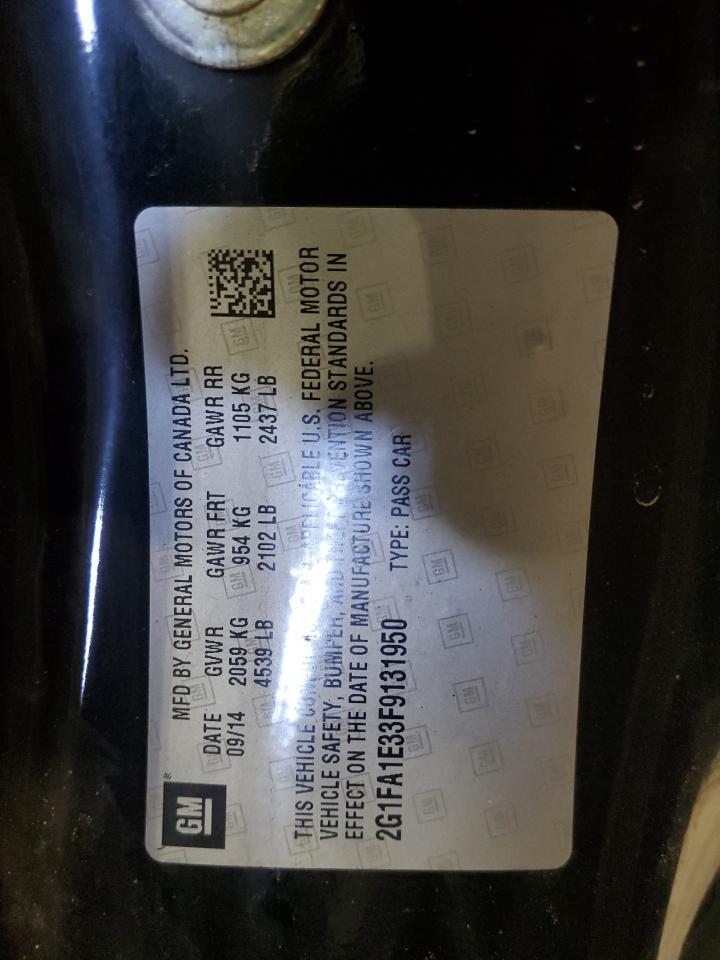 GM®
MFD BY GENERAL MOTORS OF CANADA LTD.
DATE GVWR GAWR FRT GAWR RR
09/14 2059 KG 954 KG 1105 KG
4539 LB 2102 LB 2437 LB
THIS VEHICLE APPLICABLE U.S. FEDERAL MOTOR
VEHICLE SAFETY, BUMPER, AND STANDARDS IN
EFFECT ON THE DATE OF MANUFACTURE SHOWN ABOVE.
2G1FA1E33F9131950 TYPE: PASS CAR